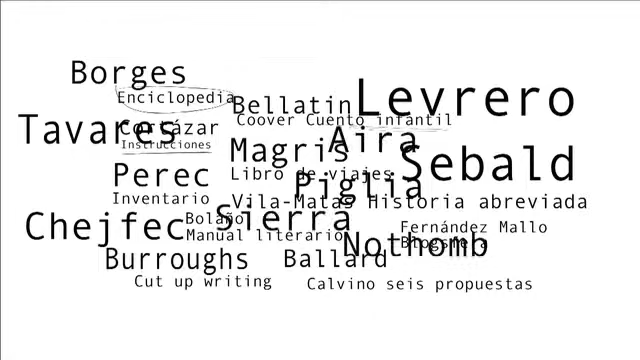 Borges
Enciclopedia
Levrero
Bellatin
Coover Cuento infantil
Tavares
Cortázar
Instrucciones
Aira
Magris
Sebald
Perec
Libro de viajes
Piglia
Inventario
Vila-Matas Historia abreviada
Chejfec
Bolaño
Sierra
Manual literario
Fernández Mallo
Nothomb
Burroughs
Ballard
Cut up writing
Calvino seis propuestas